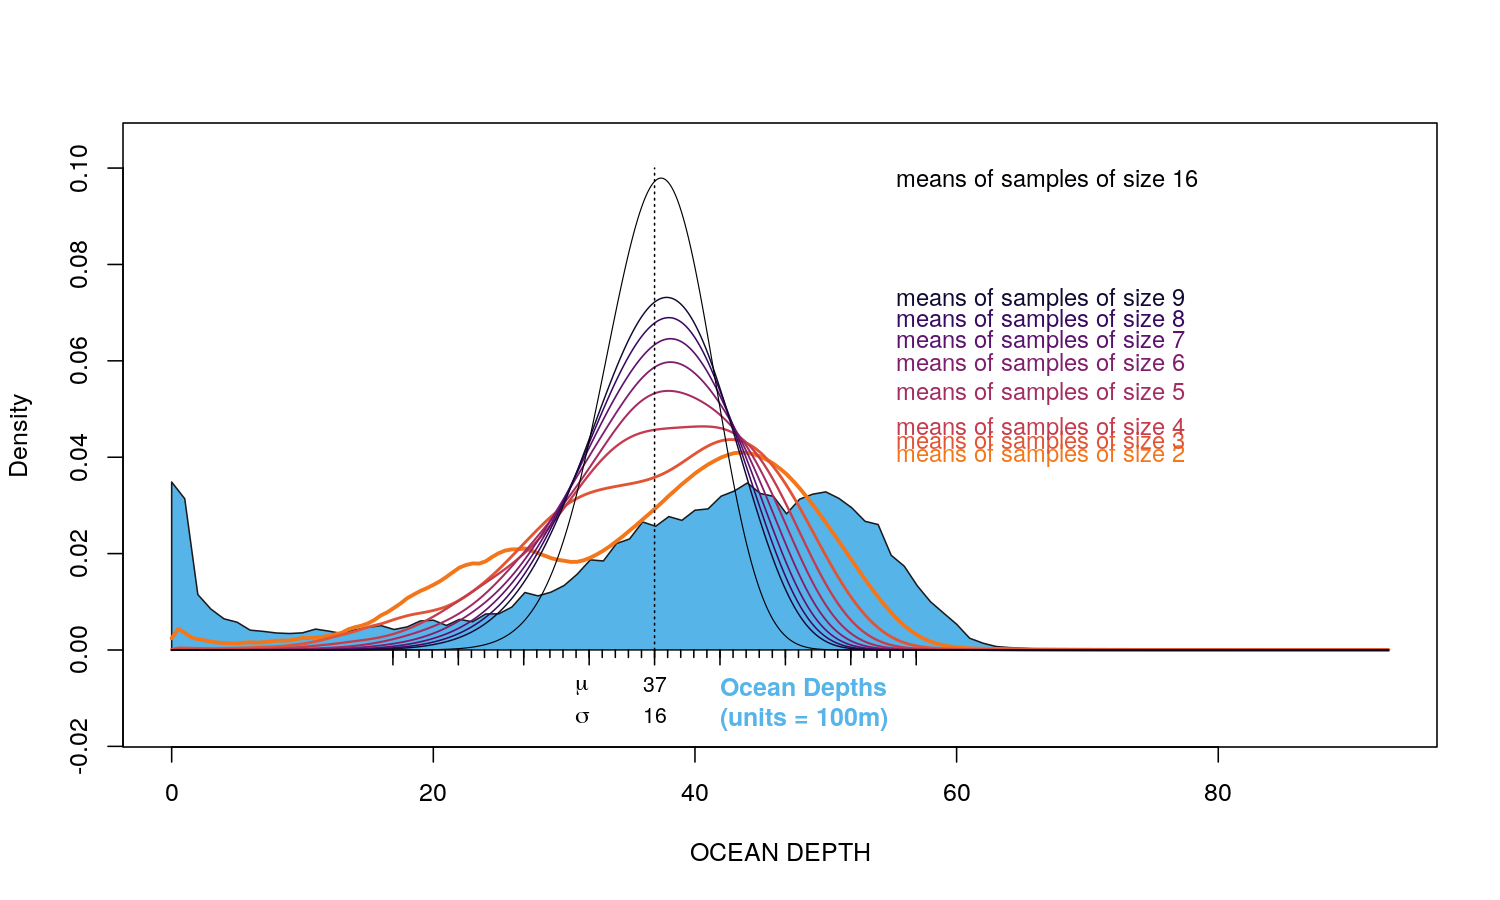 means of samples of size 16
means of samples of size 9
means of samples of size 8
means of samples of size 7
means of samples of size 6
means of samples of size 5
means of samples of size 4
means of samples of size 3
means of samples of size 2
Density
0.10
0.08
0.06
0.04
0.02
0.00
-0.02
μ 37
σ 16
Ocean Depths
(units = 100m)
0 20 40 60 80
OCEAN DEPTH